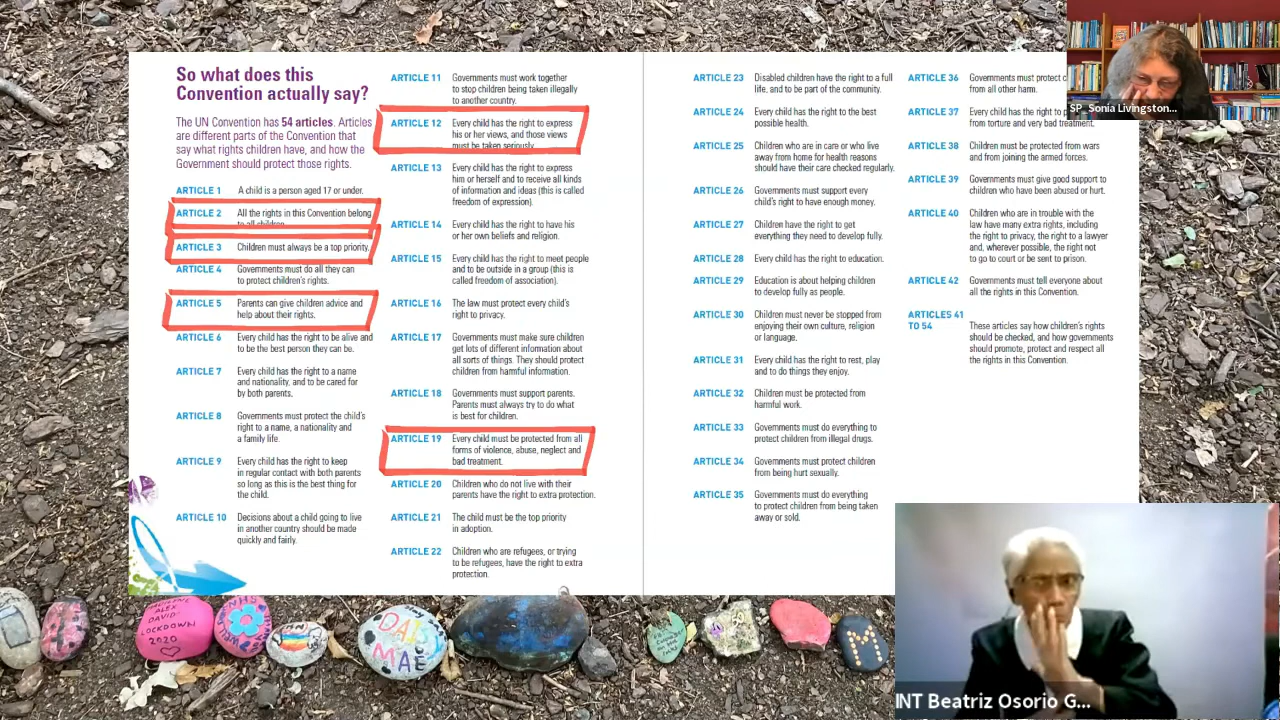 So what does this
Convention actually say?
The UN Convention has 54 articles. Articles
are different parts of the Convention that
say what rights children have, and how the
Government should protect those rights.
ARTICLE 1 A child is a person aged 17 or under.
ARTICLE 2 All the rights in this Convention belong
to all children.
ARTICLE 3 Children must always be a top priority.
ARTICLE 4 Governments must do all they can
to protect children's rights.
ARTICLE 5 Parents can give children advice and
help about their rights.
ARTICLE 6 Every child has the right to be alive and
to be the best person they can be.
ARTICLE 7 Every child has the right to a name
and nationality, and to be cared for
by both parents.
ARTICLE 8 Governments must protect the child's
right to a name, a nationality and
a family life.
ARTICLE 9 Every child has the right to keep
in regular contact with both parents
so long as this is the best thing for
the child.
ARTICLE 10 Decisions about a child going to live
in another country should be made
quickly and fairly.
ARTICLE 11 Governments must work together
to stop children being taken illegally
to another country.
ARTICLE 12 Every child has the right to express
his or her views, and those views
must be taken seriously.
ARTICLE 13 Every child has the right to express
him or herself and to receive all kinds
of information and ideas (this is called
freedom of expression).
ARTICLE 14 Every child has the right to have his
or her own beliefs and religion.
ARTICLE 15 Every child has the right to meet people
and to be outside in a group (this is
called freedom of association).
ARTICLE 16 The law must protect every child's
right to privacy.
ARTICLE 17 Governments must make sure children
get lots of different information about
all sorts of things. They should protect
children from harmful information.
ARTICLE 18 Governments must support parents.
Parents must always try to do what
is best for children.
ARTICLE 19 Every child must be protected from all
forms of violence, abuse, neglect and
bad treatment.
ARTICLE 20 Children who do not live with their
parents have the right to extra protection.
ARTICLE 21 The child must be the top priority
in adoption.
ARTICLE 22 Children who are refugees, or trying
to be refugees, have the right to extra
protection.
ARTICLE 23 Disabled children have the right to a full
life, and to be part of the community.
ARTICLE 24 Every child has the right to the best
possible health.
ARTICLE 25 Children who are in care or who live
away from home for health reasons
should have their care checked regularly.
ARTICLE 26 Governments must support every
child's right to have enough money.
ARTICLE 27 Children have the right to get
everything they need to develop fully.
ARTICLE 28 Every child has the right to education.
ARTICLE 29 Education is about helping children
to develop fully as people.
ARTICLE 30 Children must never be stopped from
enjoying their own culture, religion
or language.
ARTICLE 31 Every child has the right to rest, play
and to do things they enjoy.
ARTICLE 32 Children must be protected from
harmful work.
ARTICLE 33 Governments must do everything to
protect children from illegal drugs.
ARTICLE 34 Governments must protect children
from being hurt sexually.
ARTICLE 35 Governments must do everything
to protect children from being taken
away or sold.
ARTICLE 36 Governments must protect
from all other harm.
ARTICLE 37 Every child has the right to
from torture and very bad treatment.
ARTICLE 38 Children must be protected from wars
and from joining the armed forces.
ARTICLE 39 Governments must give good support to
children who have been abused or hurt.
ARTICLE 40 Children who are in trouble with the
law have many extra rights, including
the right to privacy, the right to a lawyer
and, wherever possible, the right not
to go to court or be sent to prison.
ARTICLE 42 Governments must tell everyone about
all the rights in this Convention.
ARTICLES 41
TO 54 These articles say how children's rights
should be checked, and how governments
should promote, protect and respect all
the rights in this Convention.
SP_ Sonia Livingston...
ALEX
DAVID
LOCKDOWN
2020
NHS
DAISY
MAE
M
INT Beatriz Osorio G...